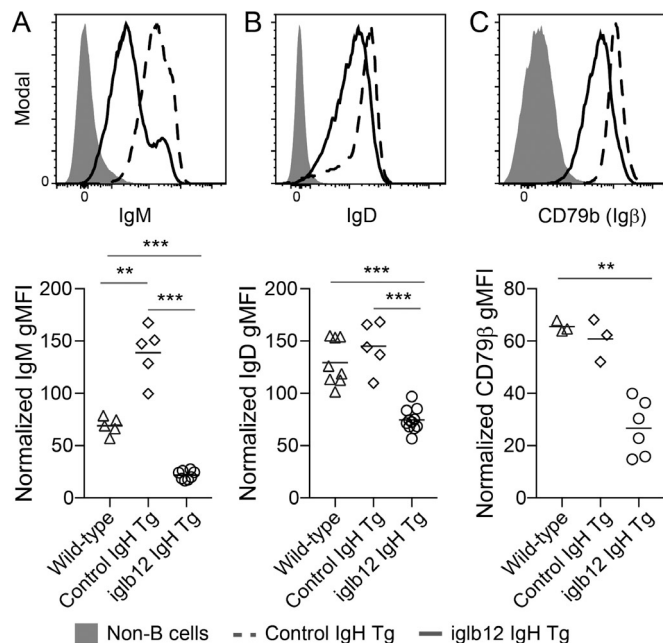 A
B
C
Modal
0
0
0
0
IgM
IgD
CD79b (Igβ)
**
***
***
***
***
**
Normalized IgM gMFI
200
150
100
50
0
Wild-type
Control IgH Tg
iglb12 IgH Tg
Normalized IgD gMFI
200
150
100
50
0
Wild-type
Control IgH Tg
iglb12 IgH Tg
Normalized CD79β gMFI
80
60
40
20
0
Wild-type
Control IgH Tg
iglb12 IgH Tg
Non-B cells
Control IgH Tg
iglb12 IgH Tg